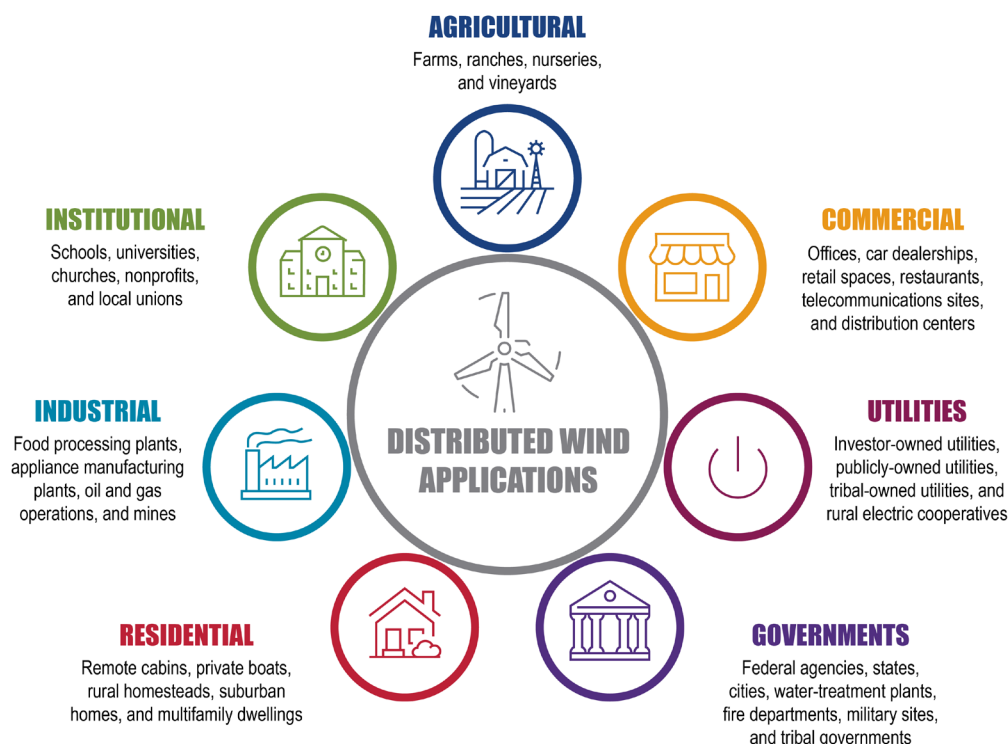 AGRICULTURAL
Farms, ranches, nurseries,
and vineyards
INSTITUTIONAL
Schools, universities,
churches, nonprofits,
and local unions
COMMERCIAL
Offices, car dealerships,
retail spaces, restaurants,
telecommunications sites,
and distribution centers
DISTRIBUTED WIND
APPLICATIONS
INDUSTRIAL
Food processing plants,
appliance manufacturing
plants, oil and gas
operations, and mines
UTILITIES
Investor-owned utilities,
publicly-owned utilities,
tribal-owned utilities, and
rural electric cooperatives
RESIDENTIAL
Remote cabins, private boats,
rural homesteads, suburban
homes, and multifamily dwellings
GOVERNMENTS
Federal agencies, states,
cities, water-treatment plants,
fire departments, military sites,
and tribal governments